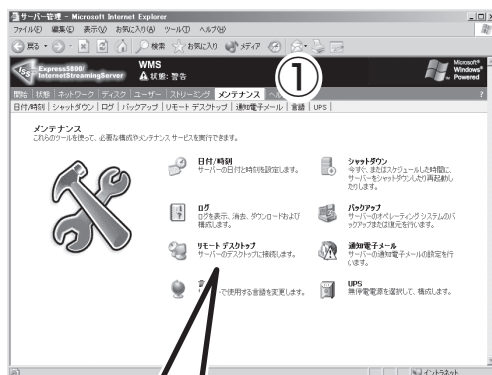 サーバー管理 - Microsoft Internet Explorer
ファイル(F) 編集(E) 表示(V) お気に入り(A) ツール(T) ヘルプ(H)
戻る 検索 お気に入り メディア
Express5800/
InternetStreamingServer
WMS
状態: 警告
Microsoft®
Windows®
Powered
①
開始 状態 ネットワーク ディスク ユーザー ストリーミング メンテナンス ?
日付/時刻 | シャットダウン | ログ | バックアップ | リモート デスクトップ | 通知電子メール | 言語 | UPS |
メンテナンス
これらのツールを使って、必要な構成やメンテナンス サービスを実行できます。
日付/時刻
サーバーの日付と時刻を設定します。
シャットダウン
今すぐ、またはスケジュールした時間に、
サーバーをシャットダウンしたり再起動し
たりします。
ログ
ログを表示、消去、ダウンロードおよび
構成します。
バックアップ
サーバーのオペレーティング システムのバ
ックアップまたは復元を行います。
リモート デスクトップ
サーバーのデスクトップに接続します。
通知電子メール
サーバーの通知電子メールの設定を行
います。
で使用する言語を変更します。
UPS
無停電電源を選択して、構成します。
イントラネット